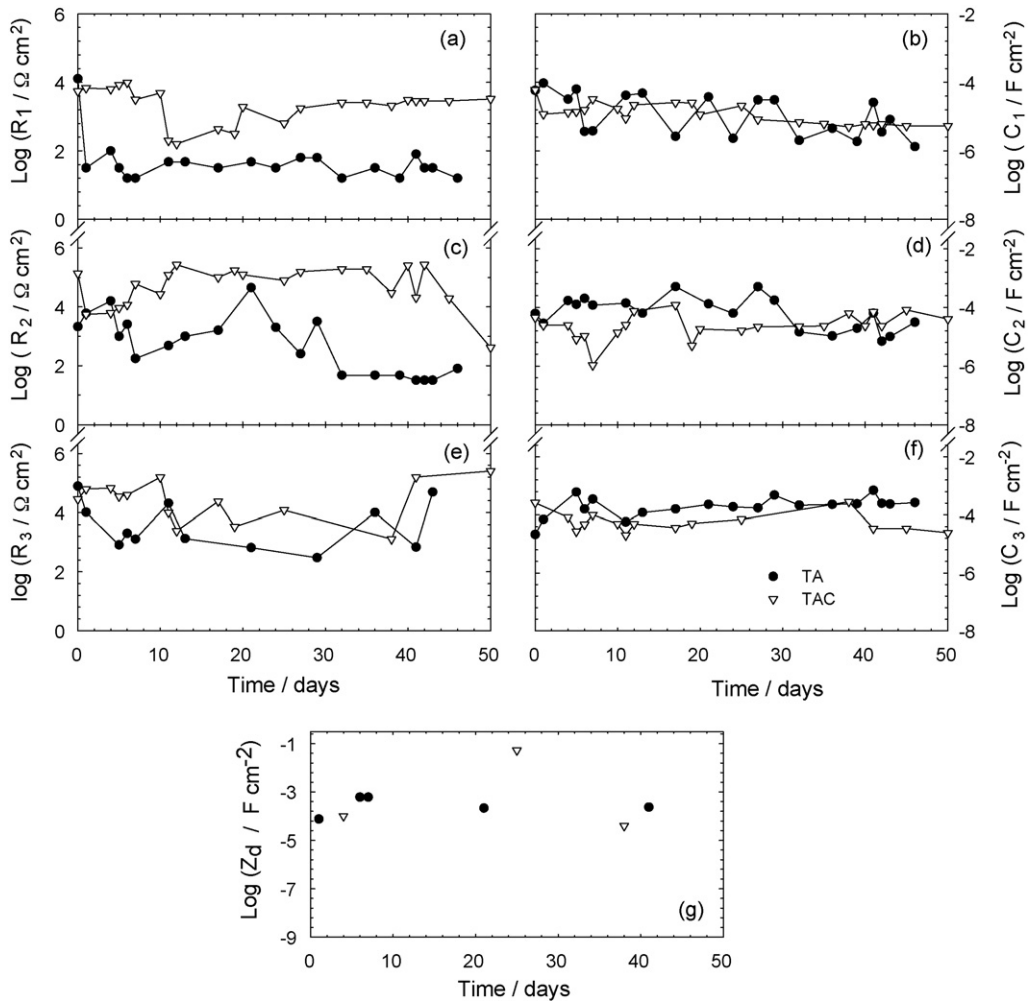 6
4
2
0
Log (R1 / Ω cm²)
(a)
-2
-4
-6
-8
Log ( C1 / F cm-²)
(b)
6
4
2
0
Log ( R2 / Ω cm²)
(c)
-2
-4
-6
-8
Log (C2 / F cm-²)
(d)
6
4
2
0
log (R3 / Ω cm²)
(e)
0 10 20 30 40 50
Time / days
-2
-4
-6
-8
Log (C3 / F cm-²)
(f)
TA
TAC
0 10 20 30 40 50
Time / days
-1
-3
-5
-7
-9
Log (Zd / F cm-²)
(g)
0 10 20 30 40 50
Time / days